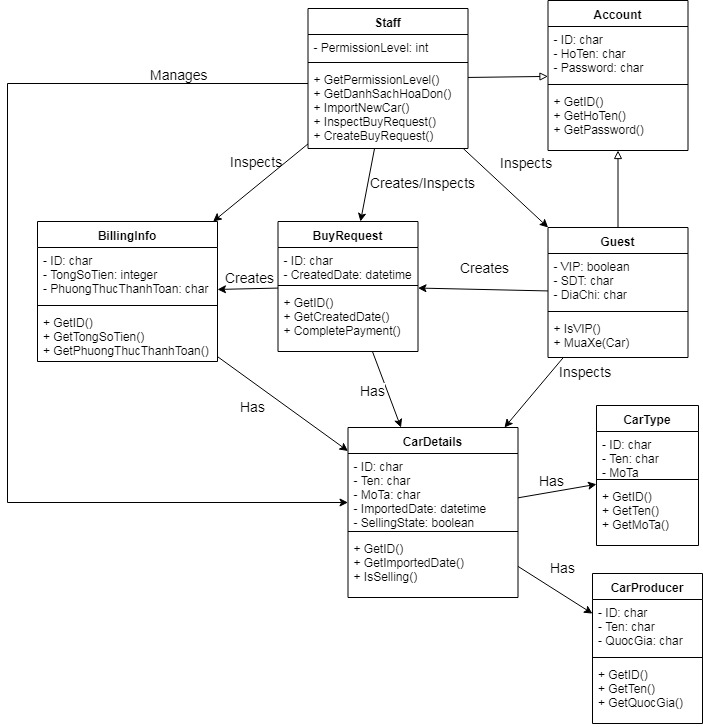 Staff
- PermissionLevel: int
+ GetPermissionLevel()
+ GetDanhSachHoaDon()
+ ImportNewCar()
+ InspectBuyRequest()
+ CreateBuyRequest()
Account
- ID: char
- HoTen: char
- Password: char
+ GetID()
+ GetHoTen()
+ GetPassword()
Manages
Inspects
Creates/Inspects
Inspects
BillingInfo
- ID: char
- TongSoTien: integer
- PhuongThucThanhToan: char
+ GetID()
+ GetTongSoTien()
+ GetPhuongThucThanhToan()
Creates
BuyRequest
- ID: char
- CreatedDate: datetime
+ GetID()
+ GetCreatedDate()
+ CompletePayment()
Creates
Guest
- VIP: boolean
- SDT: char
- DiaChi: char
+ IsVIP()
+ MuaXe(Car)
Has
Has
Inspects
CarDetails
- ID: char
- Ten: char
- MoTa: char
- ImportedDate: datetime
- SellingState: boolean
+ GetID()
+ GetImportedDate()
+ IsSelling()
Has
CarType
- ID: char
- Ten: char
- MoTa
+ GetID()
+ GetTen()
+ GetMoTa()
Has
CarProducer
- ID: char
- Ten: char
- QuocGia: char
+ GetID()
+ GetTen()
+ GetQuocGia()